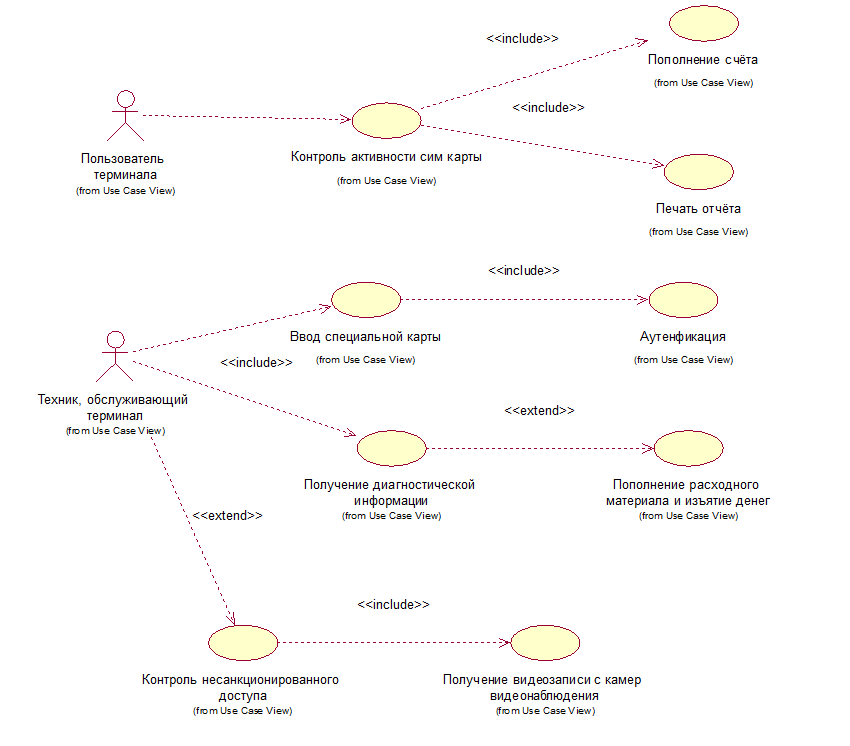 <<include>>
Пополнение счёта
(from Use Case View)
<<include>>
Контроль активности сим карты
(from Use Case View)
Пользователь
терминала
(from Use Case View)
Печать отчёта
(from Use Case View)
<<include>>
Ввод специальной карты
(from Use Case View)
Аутенфикация
(from Use Case View)
<<include>>
Техник, обслуживающий
терминал
(from Use Case View)
<<extend>>
Получение диагностической
информации
(from Use Case View)
Пополнение расходного
материала и изъятие денег
(from Use Case View)
<<extend>>
<<include>>
Контроль несанкционированного
доступа
(from Use Case View)
Получение видеозаписи с камер
видеонаблюдения
(from Use Case View)